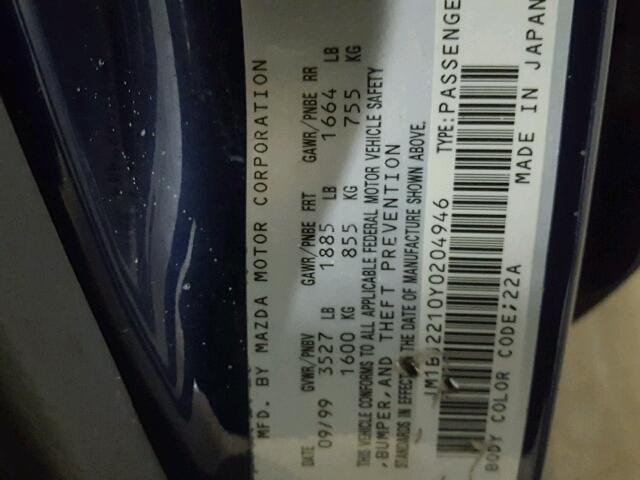 MFD. BY MAZDA MOTOR CORPORATION
DATE GVWR/PNBV GAWR/PNBE FRT GAWR/PNBE RR
09/99 3527 LB 1885 LB 1664 LB
1600 KG 855 KG 755 KG
THIS VEHICLE CONFORMS TO ALL APPLICABLE FEDERAL MOTOR VEHICLE SAFETY
,BUMPER, AND THEFT PREVENTION
STANDARDS IN EFFECT THE DATE OF MANUFACTURE SHOWN ABOVE.
TYPE:PASSENGE
BODY COLOR CODE;22A MADE IN JAPAN